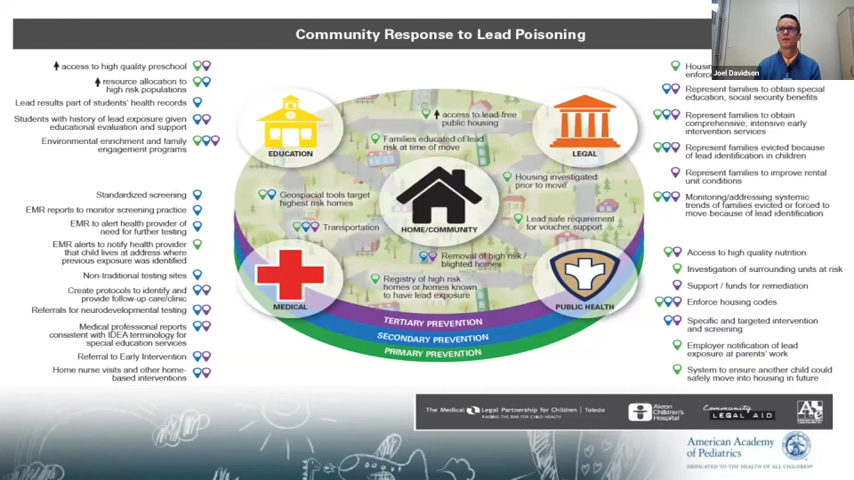 Community Response to Lead Poisoning
Joel Davidson
access to high quality preschool
resource allocation to
high risk populations
Lead results part of students' health records
Students with history of lead exposure given
educational evaluation and support
Environmental enrichment and family
engagement programs
Standardized screening
EMR reports to monitor screening practice
EMR to alert health provider of
need for further testing
EMR alerts to notify health provider
that child lives at address where
previous exposure was identified
Non-traditional testing sites
Create protocols to identify and
provide follow-up care/clinic
Referrals for neurodevelopmental testing
Medical professional reports
consistent with IDEA terminology for
special education services
Referral to Early Intervention
Home nurse visits and other home-
based interventions
EDUCATION
LEGAL
access to lead-free
public housing
Families educated of lead
risk at time of move
Housing investigated
prior to move
Geospacial tools target
highest risk homes
Transportation
HOME/COMMUNITY
Lead safe requirement
for voucher support
Removal of high risk /
blighted homes
Registry of high risk
homes or homes known
to have lead exposure
MEDICAL
PUBLIC HEALTH
TERTIARY PREVENTION
SECONDARY PREVENTION
PRIMARY PREVENTION
Represent families to obtain special
education, social security benefits
Represent families to obtain
comprehensive, intensive early
intervention services
Represent families evicted because
of lead identification in children
Represent families to improve rental
unit conditions
Monitoring/addressing systemic
trends of families evicted or forced to
move because of lead identification
Access to high quality nutrition
Investigation of surrounding units at risk
Support / funds for remediation
Enforce housing codes
Specific and targeted intervention
and screening
Employer notification of lead
exposure at parents' work
System to ensure another child could
safely move into housing in future
The Medical Legal Partnership for Children | Toledo
RAISING THE BAR FOR CHILD HEALTH
Akron
Children's
Hospital
Community
LEGAL AID
American Academy
of Pediatrics
DEDICATED TO THE HEALTH OF ALL CHILDREN